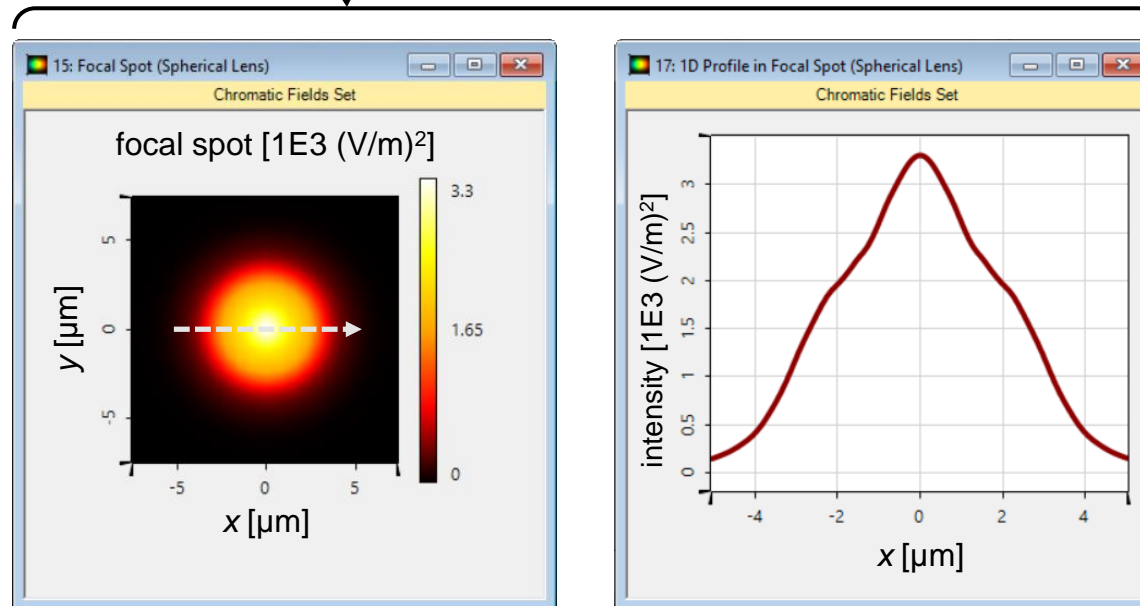 15: Focal Spot (Spherical Lens)
Chromatic Fields Set
focal spot [1E3 (V/m)²]
3.3
1.65
0
y [µm]
5
0
-5
-5 0 5
x [µm]
17: 1D Profile in Focal Spot (Spherical Lens)
Chromatic Fields Set
intensity [1E3 (V/m)²]
3
2.5
2
1.5
1
0.5
0
-4 -2 0 2 4
x [µm]